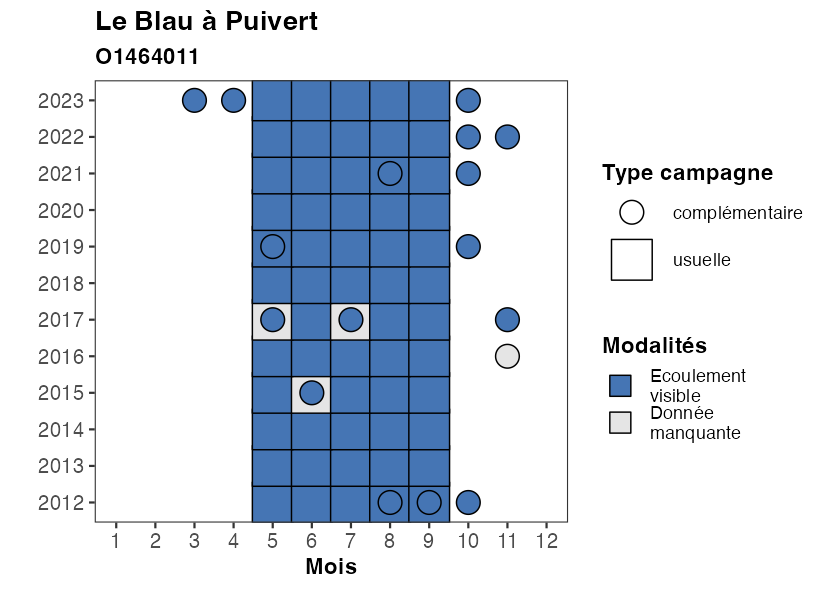 Le Blau à Puivert
O1464011
2023
2022
2021
2020
2019
2018
2017
2016
2015
2014
2013
2012
1 2 3 4 5 6 7 8 9 10 11 12
Mois
Type campagne
complémentaire
usuelle
Modalités
Ecoulement
visible
Donnée
manquante